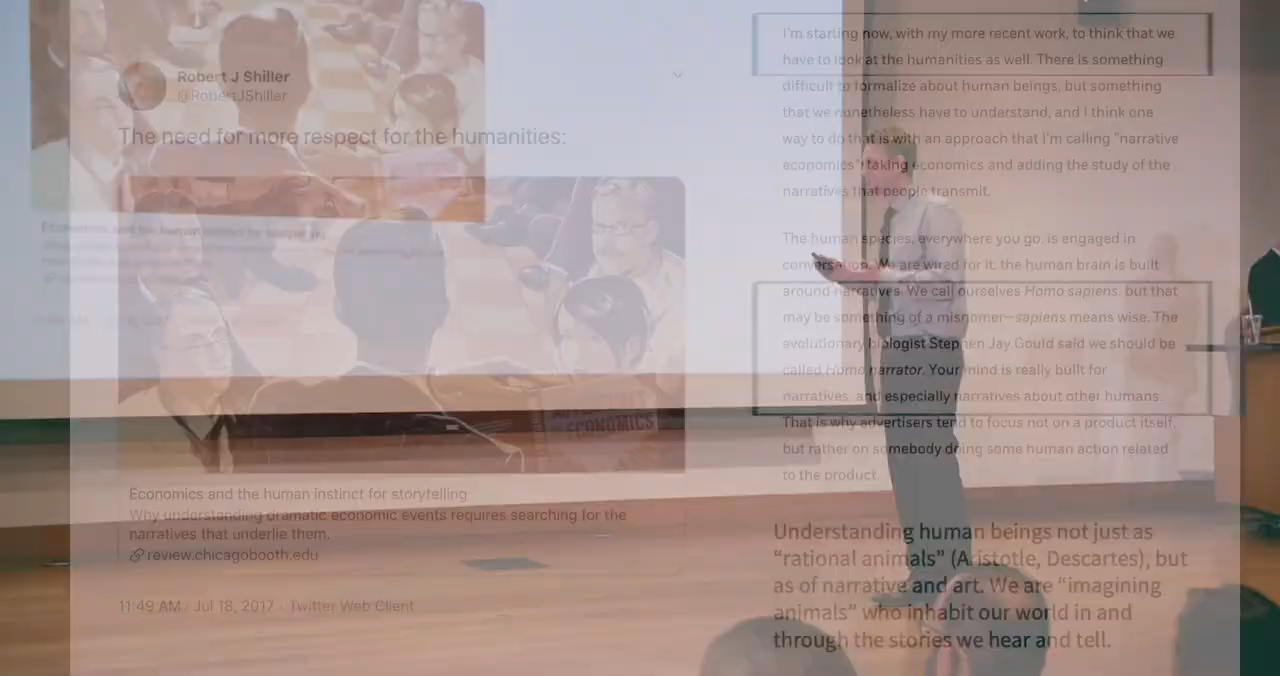 Robert J Shiller
@RobertJShiller
The need for more respect for the humanities:
ECONOMICS
Economics and the human instinct for storytelling
Why understanding dramatic economic events requires searching for the
narratives that underlie them.
review.chicagobooth.edu
11:49 AM · Jul 18, 2017 · Twitter Web Client
I'm starting now, with my more recent work, to think that we
have to look at the humanities as well. There is something
difficult to formalize about human beings, but something
that we nonetheless have to understand, and I think one
way to do that is with an approach that I'm calling "narrative
economics": taking economics and adding the study of the
narratives that people transmit.
The human species, everywhere you go, is engaged in
conversation. We are wired for it: the human brain is built
around narratives. We call ourselves Homo sapiens, but that
may be something of a misnomer—sapiens means wise. The
evolutionary biologist Stephen Jay Gould said we should be
called Homo narrator. Your mind is really built for
narratives, and especially narratives about other humans.
That is why advertisers tend to focus not on a product itself,
but rather on somebody doing some human action related
to the product.
Understanding human beings not just as
“rational animals” (Aristotle, Descartes), but
as of narrative and art. We are “imagining
animals” who inhabit our world in and
through the stories we hear and tell.